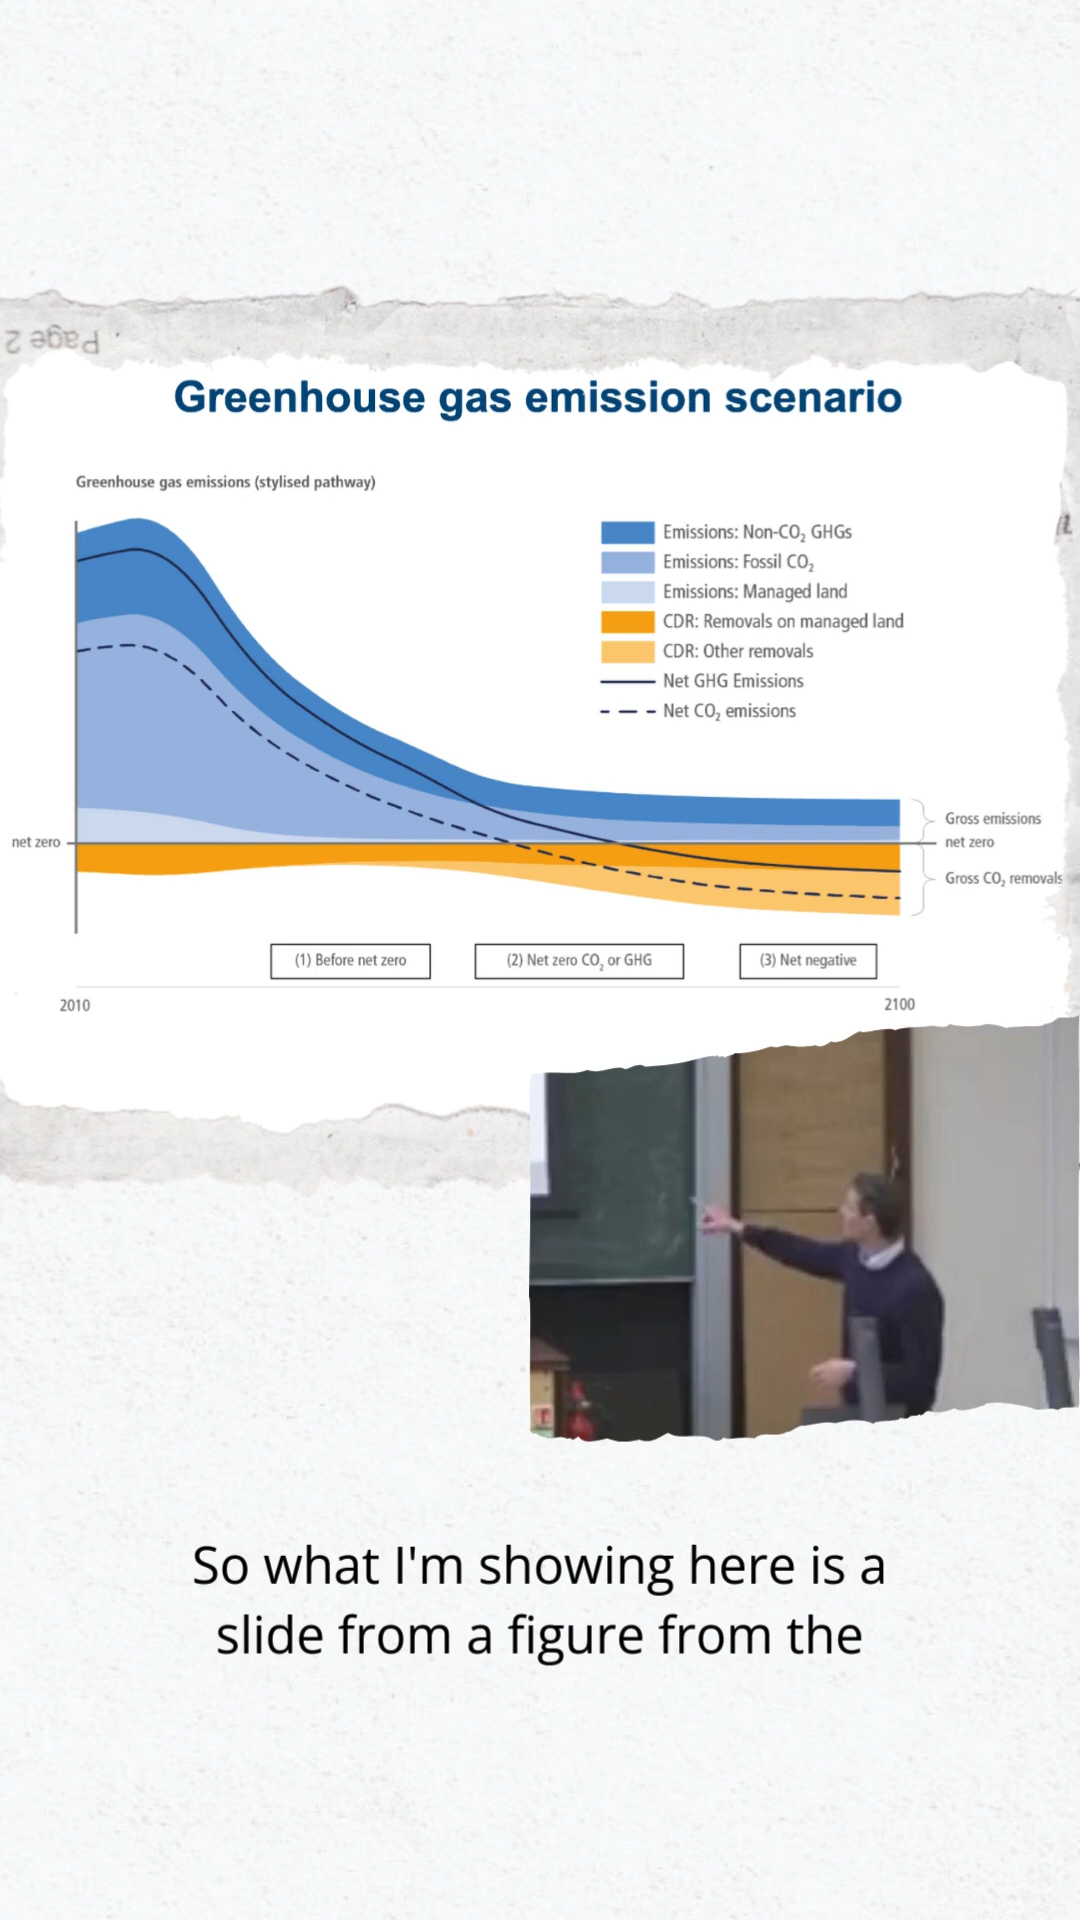 Page 2
Greenhouse gas emission scenario
Greenhouse gas emissions (stylised pathway)
Emissions: Non-CO₂ GHGs
Emissions: Fossil CO₂
Emissions: Managed land
CDR: Removals on managed land
CDR: Other removals
Net GHG Emissions
Net CO₂ emissions
Gross emissions
net zero
net zero
Gross CO₂ removals
(1) Before net zero
(2) Net zero CO₂ or GHG
(3) Net negative
2010
2100
So what I'm showing here is a
slide from a figure from the